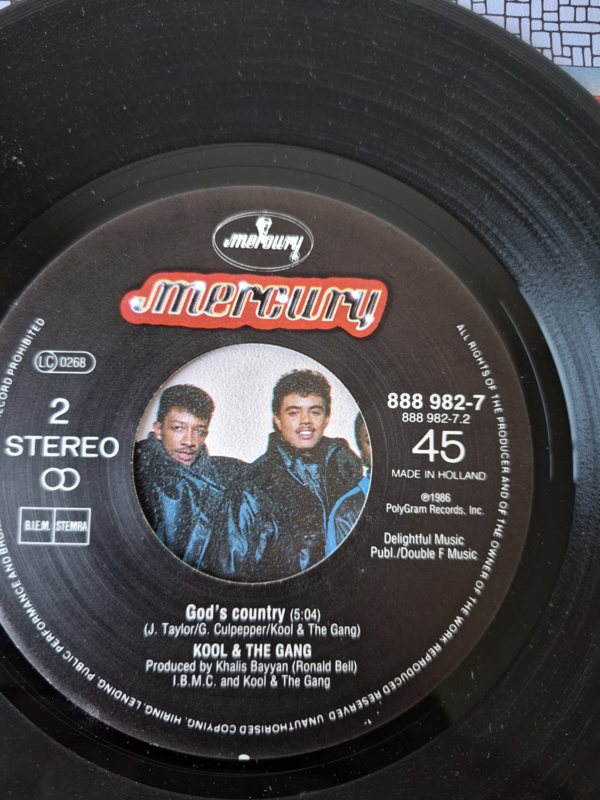 mercury
mercury
LC 0268
2
STEREO
B.I.E.M. STEMRA
888 982-7
888 982-7.2
45
MADE IN HOLLAND
℗1986
PolyGram Records, Inc.
Delightful Music
Publ./Double F Music
God's country (5:04)
(J. Taylor/G. Culpepper/Kool & The Gang)
KOOL & THE GANG
Produced by Khalis Bayyan (Ronald Bell)
I.B.M.C. and Kool & The Gang
ALL RIGHTS OF THE PRODUCER AND OF THE OWNER OF THE WORK REPRODUCED RESERVED UNAUTHORISED COPYING, HIRING, LENDING, PUBLIC PERFORMANCE AND RECORD PROHIBITED